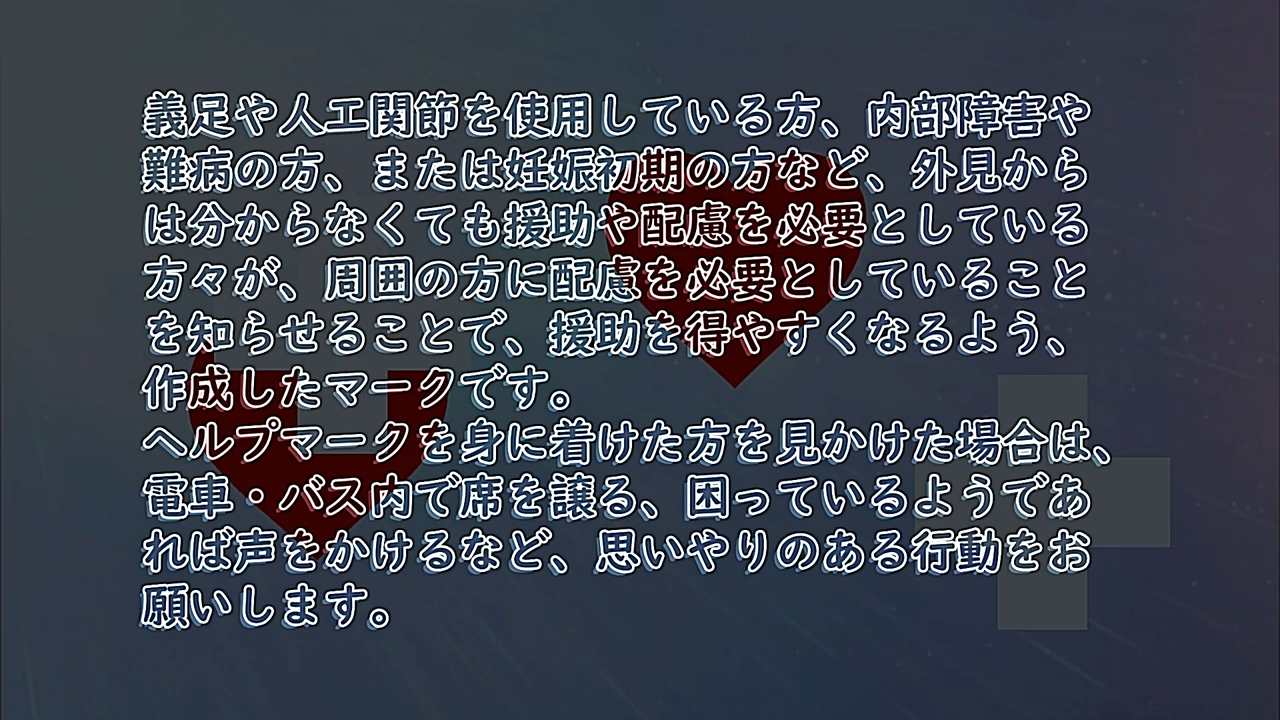 義足や人工関節を使用している方、内部障害や
難病の方、または妊娠初期の方など、外見から
は分からなくても援助や配慮を必要としている
方々が、周囲の方に配慮を必要としていること
を知らせることで、援助を得やすくなるよう、
作成したマークです。
ヘルプマークを身に着けた方を見かけた場合は、
電車・バス内で席を譲る、困っているようであ
れば声をかけるなど、思いやりのある行動をお
願いします。